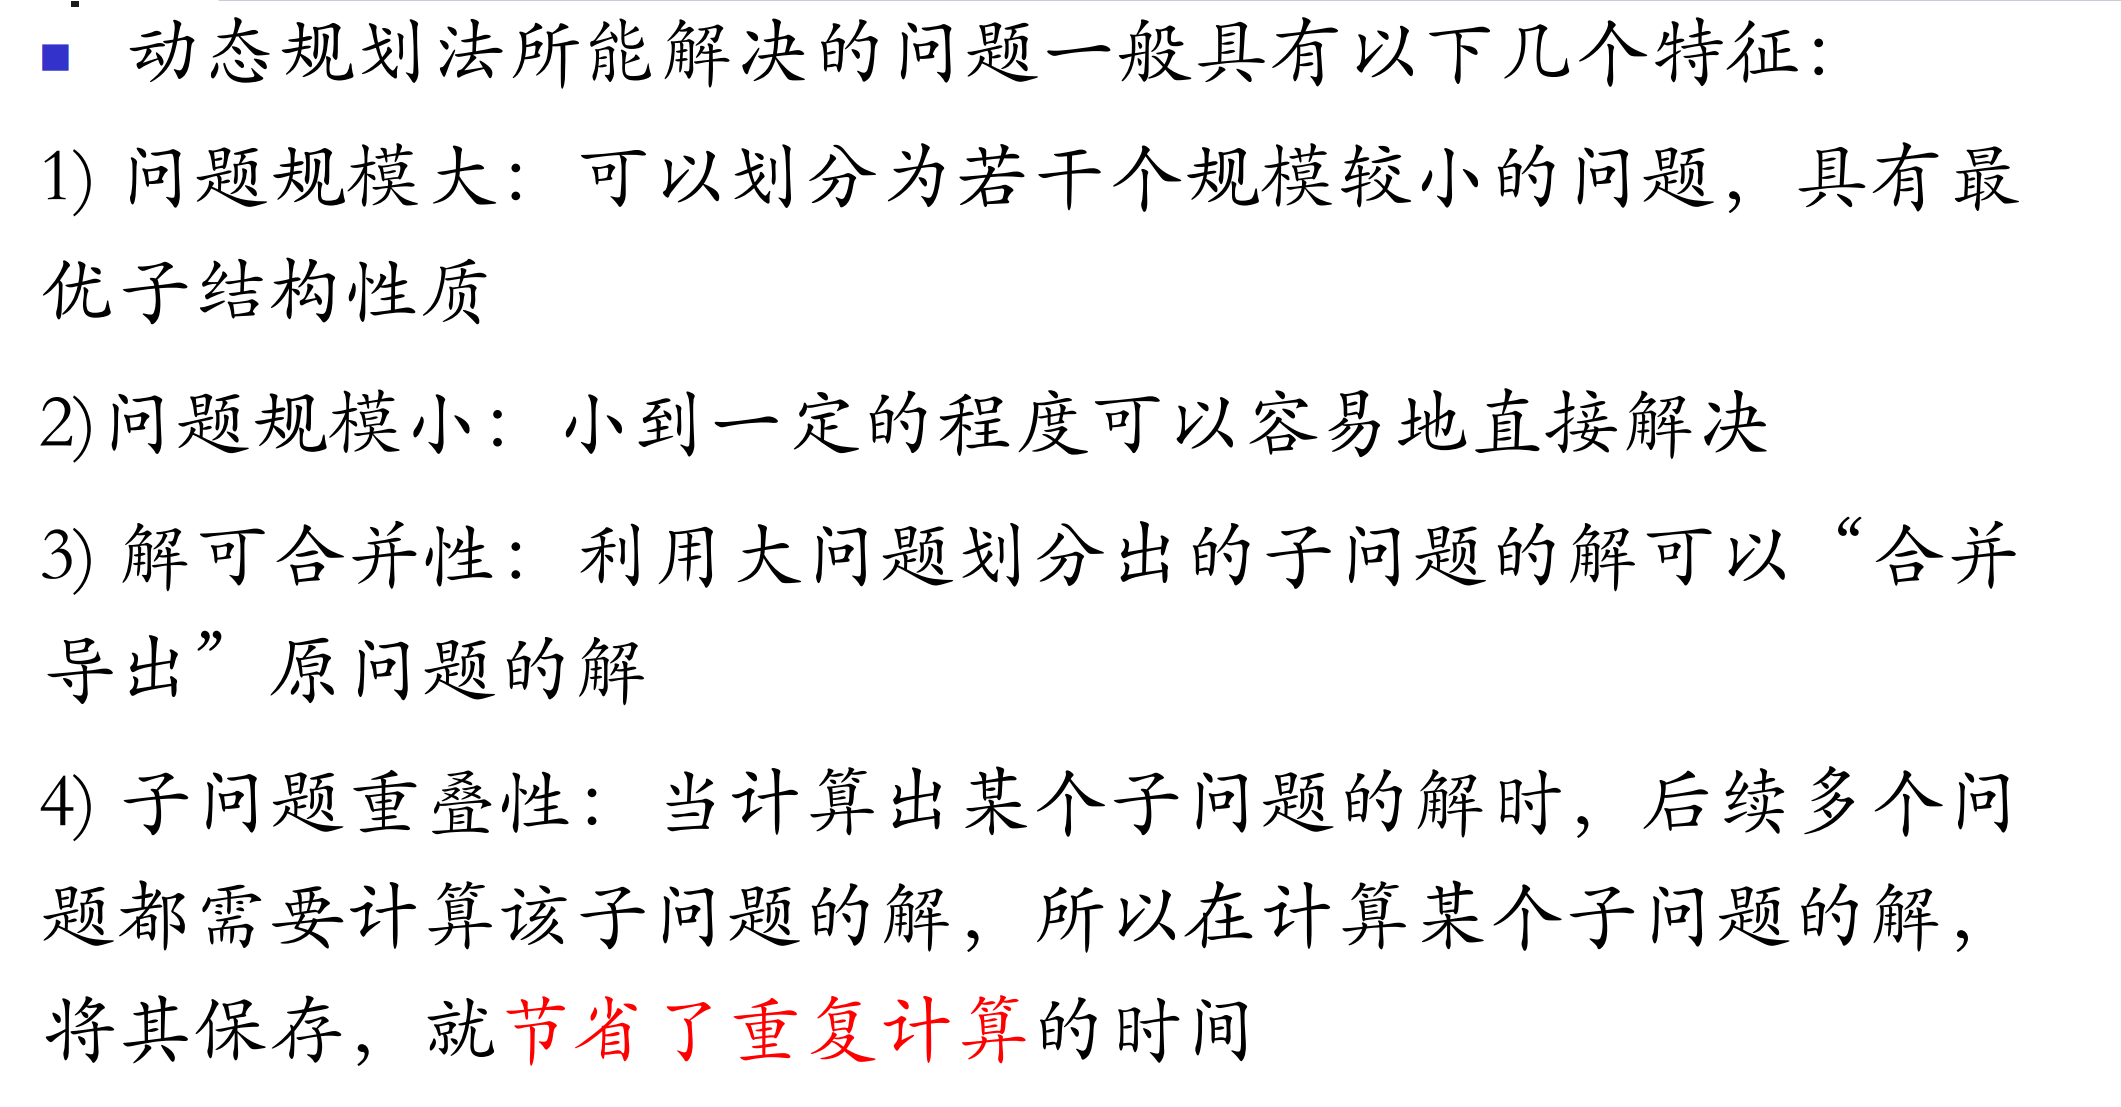 动态规划法所能解决的问题一般具有以下几个特征：
1) 问题规模大：可以划分为若干个规模较小的问题，具有最
优子结构性质
2)问题规模小：小到一定的程度可以容易地直接解决
3) 解可合并性：利用大问题划分出的子问题的解可以“合并
导出”原问题的解
4) 子问题重叠性：当计算出某个子问题的解时，后续多个问
题都需要计算该子问题的解，所以在计算某个子问题的解，
将其保存，就节省了重复计算的时间